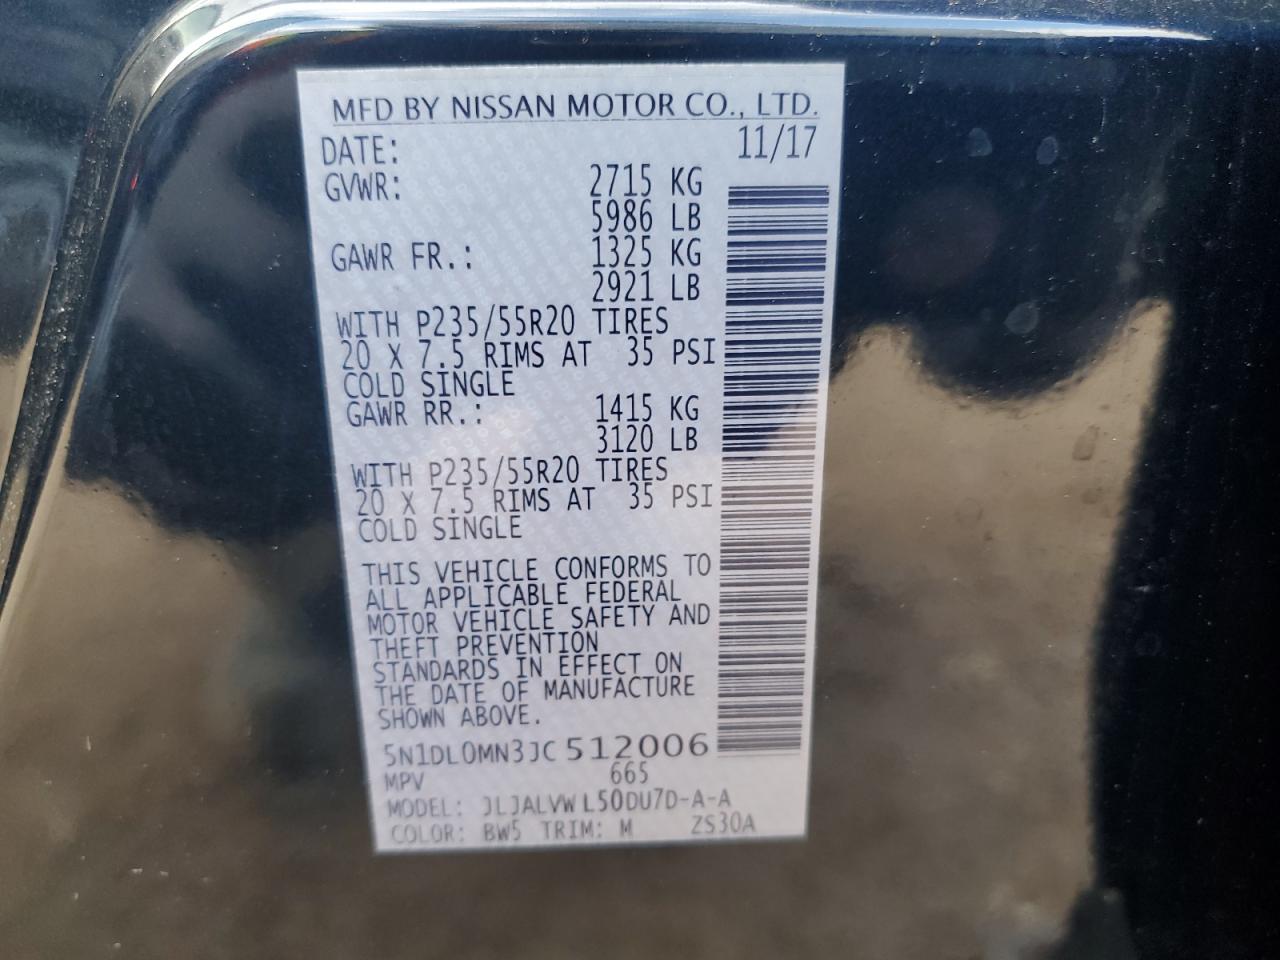 MFD BY NISSAN MOTOR CO., LTD.
DATE: 11/17
GVWR: 2715 KG
5986 LB
GAWR FR.: 1325 KG
2921 LB
WITH P235/55R20 TIRES
20 X 7.5 RIMS AT 35 PSI
COLD SINGLE
GAWR RR.: 1415 KG
3120 LB
WITH P235/55R20 TIRES
20 X 7.5 RIMS AT 35 PSI
COLD SINGLE
THIS VEHICLE CONFORMS TO
ALL APPLICABLE FEDERAL
MOTOR VEHICLE SAFETY AND
THEFT PREVENTION
STANDARDS IN EFFECT ON
THE DATE OF MANUFACTURE
SHOWN ABOVE.
5N1DL0MN3JC512006
MPV 665
MODEL: JLJALVWL50DU7D-A-A
COLOR: BW5 TRIM: M ZS30A